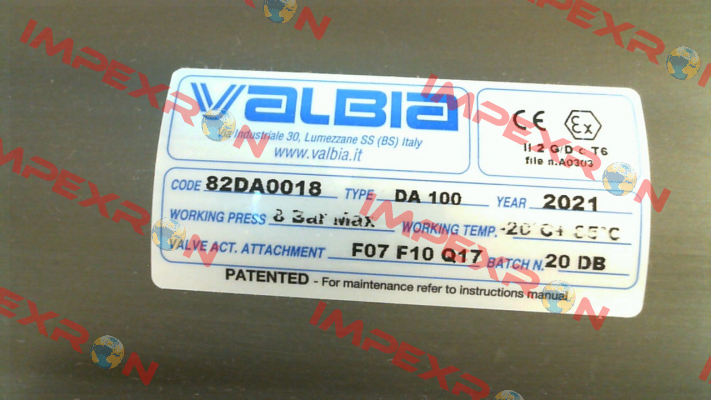 VALBIA
Via Industriale 30, Lumezzane SS (BS) Italy
www.valbia.it
CE Ex
II 2 G/D c T6
file n.A0303
CODE 82DA0018 TYPE DA 100 YEAR 2021
WORKING PRESS 8 Bar Max WORKING TEMP. -20°C+ 85°C
VALVE ACT. ATTACHMENT F07 F10 Q17 BATCH N. 20 DB
PATENTED - For maintenance refer to instructions manual
IMPEXRON
IMPEXRON
IMPEXRON
IMPEXRON